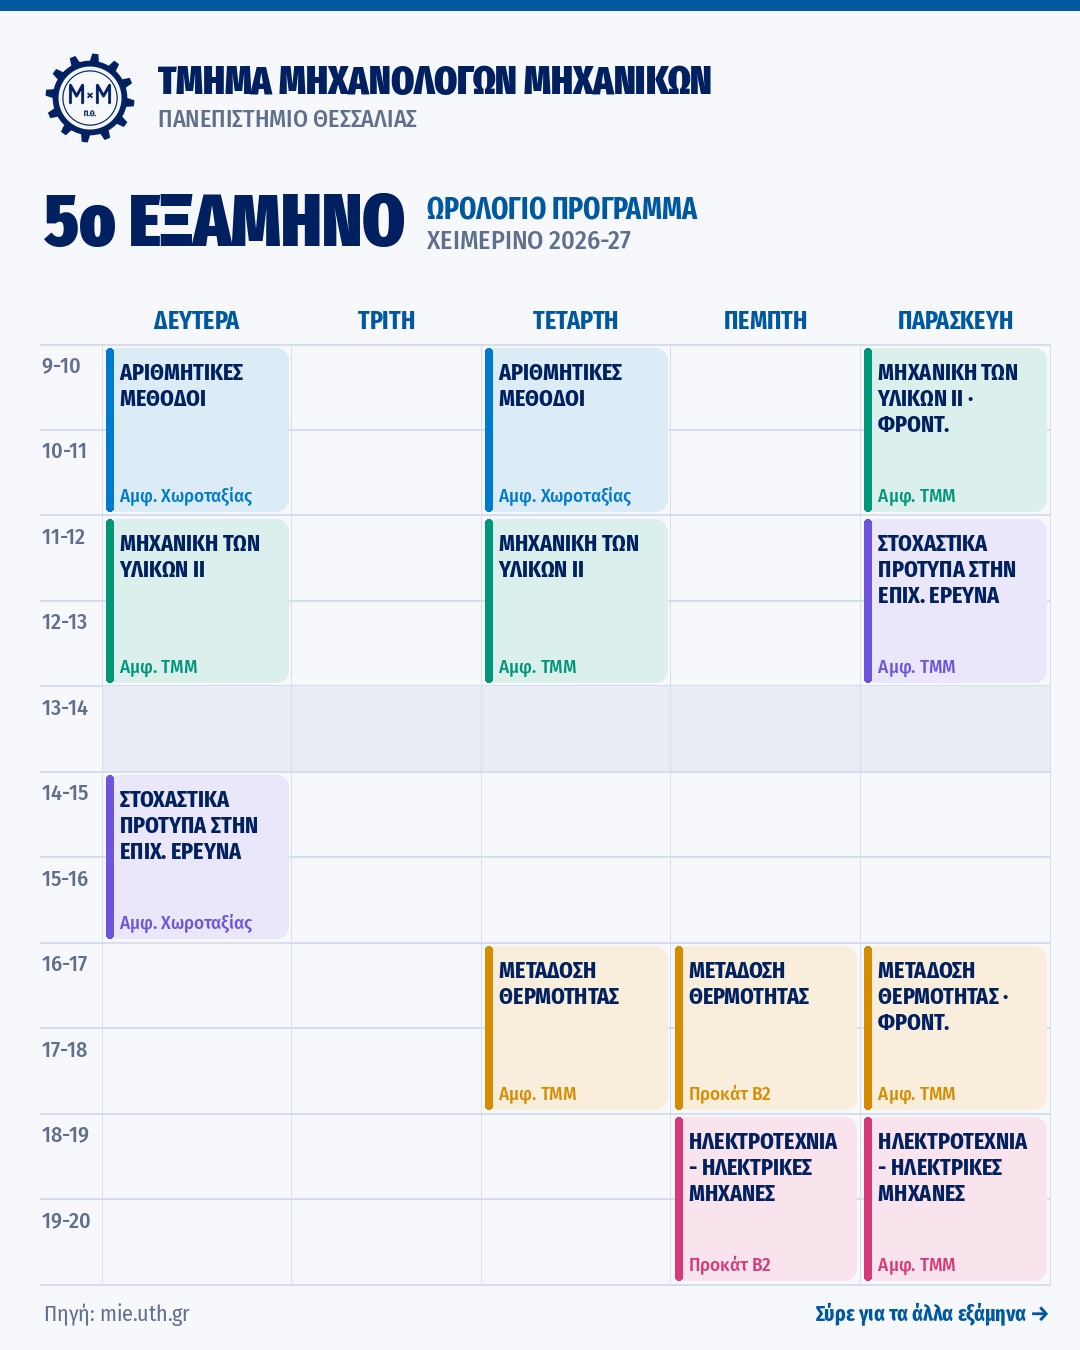 M×M
Π.Θ.
ΤΜΗΜΑ ΜΗΧΑΝΟΛΟΓΩΝ ΜΗΧΑΝΙΚΩΝ
ΠΑΝΕΠΙΣΤΗΜΙΟ ΘΕΣΣΑΛΙΑΣ
5ο ΕΞΑΜΗΝΟ
ΩΡΟΛΟΓΙΟ ΠΡΟΓΡΑΜΜΑ
ΧΕΙΜΕΡΙΝΟ 2026-27
ΔΕΥΤΕΡΑ ΤΡΙΤΗ ΤΕΤΑΡΤΗ ΠΕΜΠΤΗ ΠΑΡΑΣΚΕΥΗ
9-10
ΑΡΙΘΜΗΤΙΚΕΣ
ΜΕΘΟΔΟΙ
Αμφ. Χωροταξίας
ΑΡΙΘΜΗΤΙΚΕΣ
ΜΕΘΟΔΟΙ
Αμφ. Χωροταξίας
ΜΗΧΑΝΙΚΗ ΤΩΝ
ΥΛΙΚΩΝ ΙΙ ·
ΦΡΟΝΤ.
Αμφ. ΤΜΜ
10-11
11-12
ΜΗΧΑΝΙΚΗ ΤΩΝ
ΥΛΙΚΩΝ ΙΙ
Αμφ. ΤΜΜ
ΜΗΧΑΝΙΚΗ ΤΩΝ
ΥΛΙΚΩΝ ΙΙ
Αμφ. ΤΜΜ
ΣΤΟΧΑΣΤΙΚΑ
ΠΡΟΤΥΠΑ ΣΤΗΝ
ΕΠΙΧ. ΕΡΕΥΝΑ
Αμφ. ΤΜΜ
12-13
13-14
14-15
ΣΤΟΧΑΣΤΙΚΑ
ΠΡΟΤΥΠΑ ΣΤΗΝ
ΕΠΙΧ. ΕΡΕΥΝΑ
Αμφ. Χωροταξίας
15-16
16-17
ΜΕΤΑΔΟΣΗ
ΘΕΡΜΟΤΗΤΑΣ
Αμφ. ΤΜΜ
ΜΕΤΑΔΟΣΗ
ΘΕΡΜΟΤΗΤΑΣ
Προκάτ Β2
ΜΕΤΑΔΟΣΗ
ΘΕΡΜΟΤΗΤΑΣ ·
ΦΡΟΝΤ.
Αμφ. ΤΜΜ
17-18
18-19
ΗΛΕΚΤΡΟΤΕΧΝΙΑ
- ΗΛΕΚΤΡΙΚΕΣ
ΜΗΧΑΝΕΣ
Προκάτ Β2
ΗΛΕΚΤΡΟΤΕΧΝΙΑ
- ΗΛΕΚΤΡΙΚΕΣ
ΜΗΧΑΝΕΣ
Αμφ. ΤΜΜ
19-20
Πηγή: mie.uth.gr
Σύρε για τα άλλα εξάμηνα →